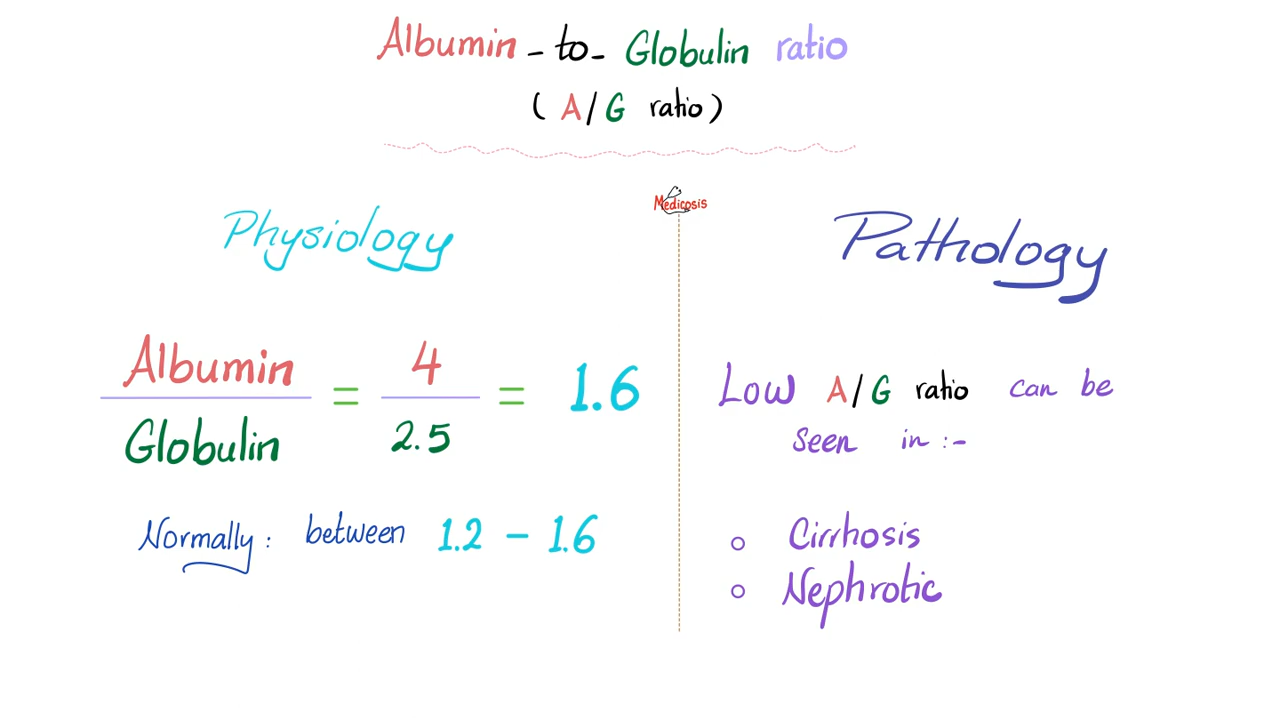 Albumin - to - Globulin ratio
( A/G ratio )
Medicosis
Physiology
Albumin / Globulin = 4 / 2.5 = 1.6
Normally : between 1.2 - 1.6
Pathology
Low A/G ratio can be
seen in :-
o Cirrhosis
o Nephrotic